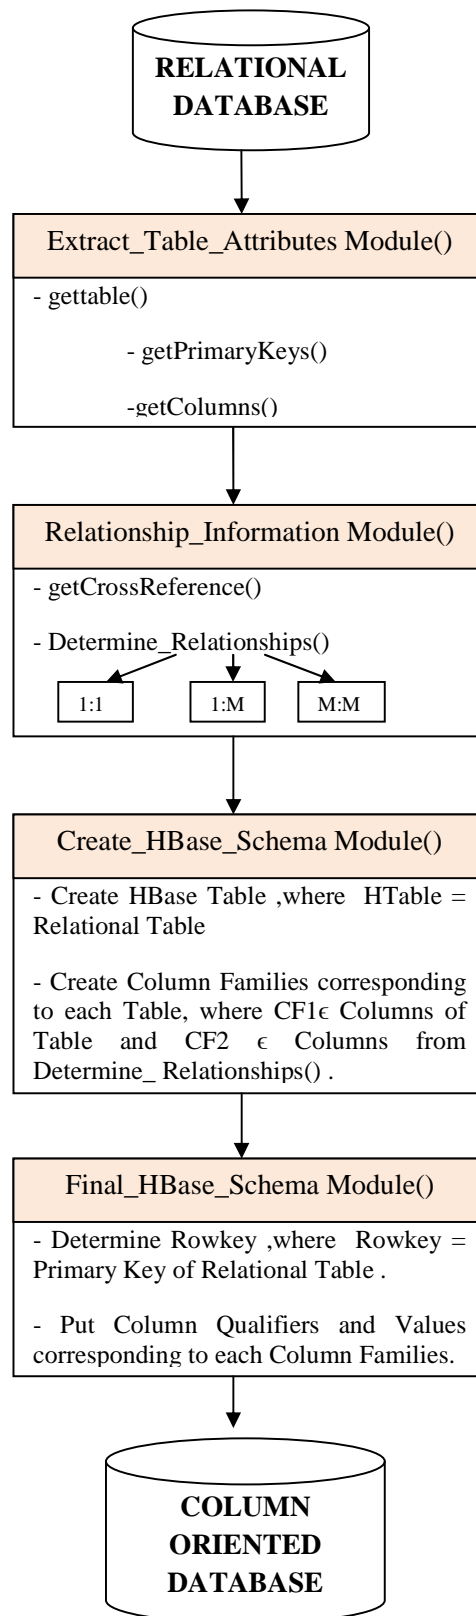 RELATIONAL
DATABASE
Extract_Table_Attributes Module()
- gettable()
- getPrimaryKeys()
-getColumns()
Relationship_Information Module()
- getCrossReference()
- Determine_Relationships()
1:1 1:M M:M
Create_HBase_Schema Module()
- Create HBase Table ,where HTable =
Relational Table
- Create Column Families corresponding
to each Table, where CF1ϵ Columns of
Table and CF2 ϵ Columns from
Determine_ Relationships() .
Final_HBase_Schema Module()
- Determine Rowkey ,where Rowkey =
Primary Key of Relational Table .
- Put Column Qualifiers and Values
corresponding to each Column Families.
COLUMN
ORIENTED
DATABASE